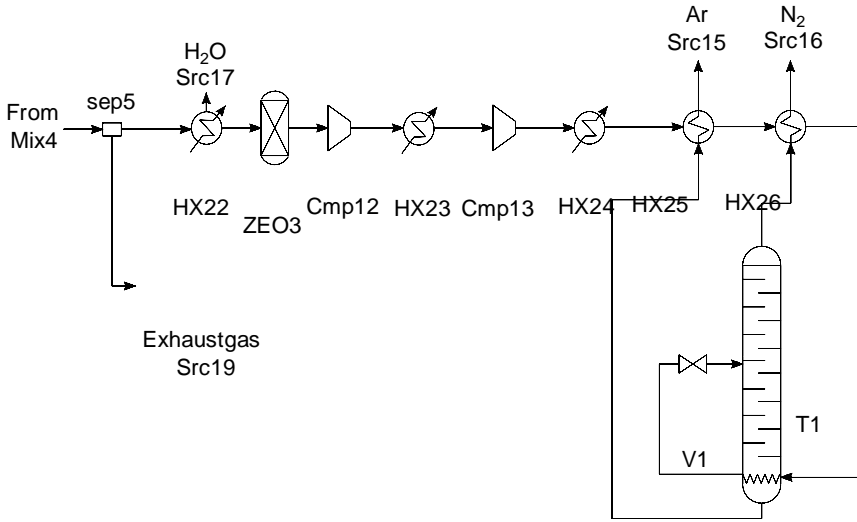 Ar
Src15
N2
Src16
H2O
Src17
From
Mix4
sep5
HX22
ZEO3
Cmp12
HX23
Cmp13
HX24
HX25
HX26
Exhaustgas
Src19
T1
V1